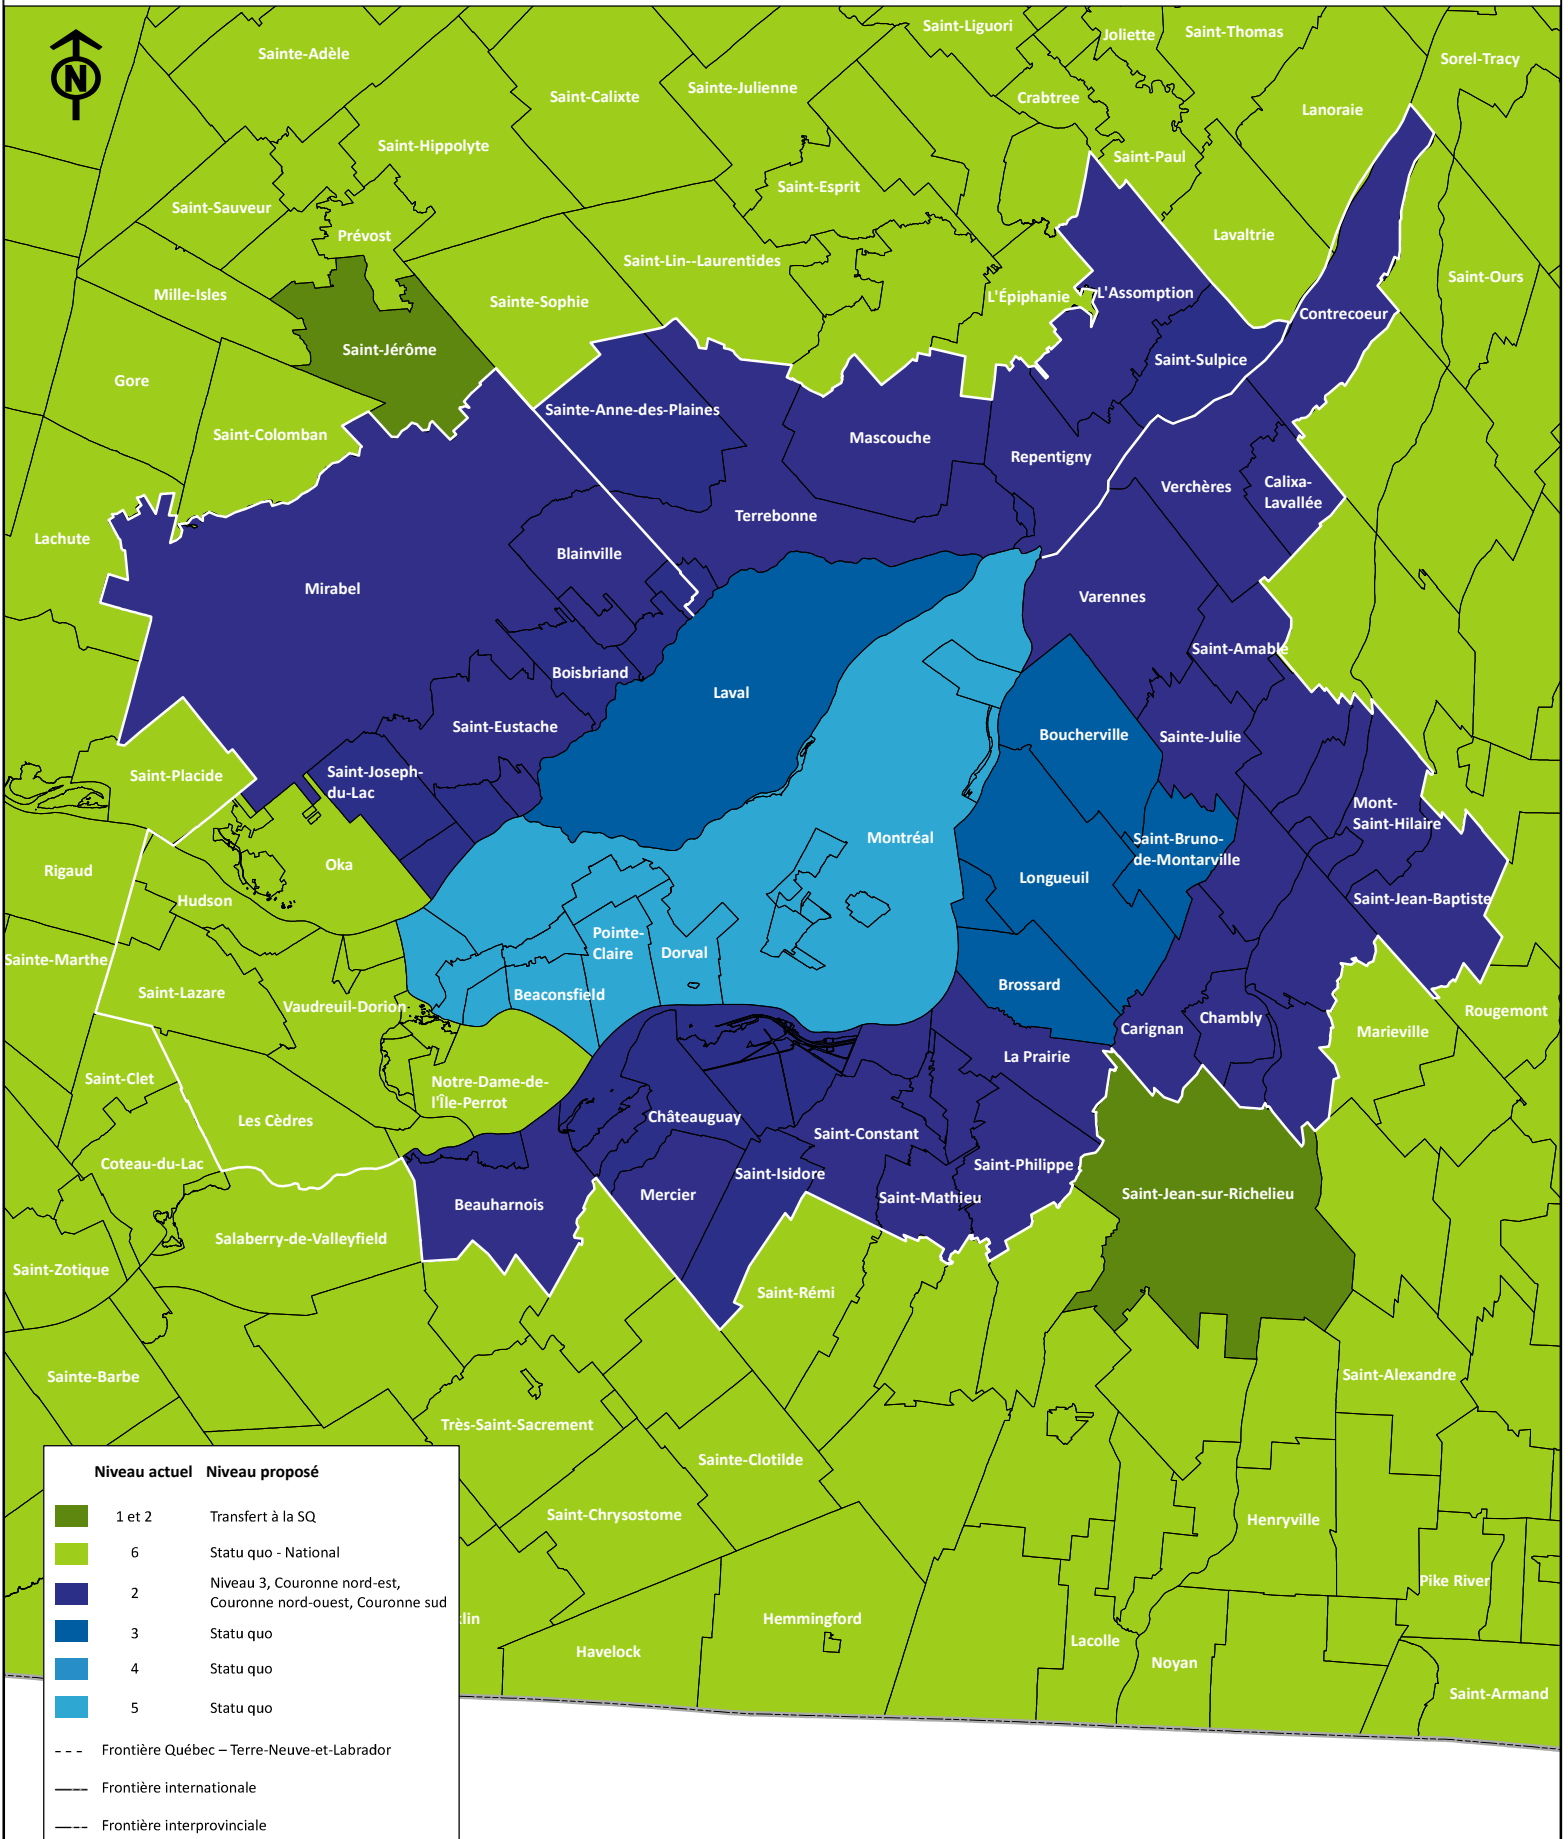 N
Sainte-Adèle
Saint-Liguori
Joliette
Saint-Thomas
Sorel-Tracy
Saint-Calixte
Sainte-Julienne
Crabtree
Lanoraie
Saint-Hippolyte
Saint-Paul
Saint-Esprit
Saint-Sauveur
Prévost
Lavaltrie
Saint-Lin--Laurentides
Saint-Ours
Mille-Isles
Sainte-Sophie
L'Épiphanie
L'Assomption
Contrecoeur
Saint-Jérôme
Saint-Sulpice
Gore
Sainte-Anne-des-Plaines
Saint-Colomban
Mascouche
Repentigny
Verchères
Calixa-
Lavallée
Terrebonne
Lachute
Blainville
Mirabel
Varennes
Saint-Amable
Boisbriand
Laval
Saint-Eustache
Boucherville
Sainte-Julie
Saint-Placide
Saint-Joseph-
du-Lac
Mont-
Saint-Hilaire
Montréal
Saint-Bruno-
de-Montarville
Rigaud
Oka
Longueuil
Hudson
Saint-Jean-Baptiste
Pointe-
Claire
Dorval
Sainte-Marthe
Saint-Lazare
Vaudreuil-Dorion
Beaconsfield
Brossard
Rougemont
Carignan
Chambly
Marieville
La Prairie
Saint-Clet
Notre-Dame-de-
l'Île-Perrot
Les Cèdres
Châteauguay
Saint-Constant
Coteau-du-Lac
Saint-Isidore
Saint-Philippe
Beauharnois
Mercier
Saint-Mathieu
Saint-Jean-sur-Richelieu
Salaberry-de-Valleyfield
Saint-Zotique
Saint-Rémi
Sainte-Barbe
Saint-Alexandre
Très-Saint-Sacrement
Sainte-Clotilde
Saint-Chrysostome
Henryville
Pike River
klin
Hemmingford
Havelock
Lacolle
Noyan
Saint-Armand
Niveau actuel Niveau proposé
1 et 2 Transfert à la SQ
6 Statu quo - National
2 Niveau 3, Couronne nord-est,
Couronne nord-ouest, Couronne sud
3 Statu quo
4 Statu quo
5 Statu quo
Frontière Québec – Terre-Neuve-et-Labrador
Frontière internationale
Frontière interprovinciale